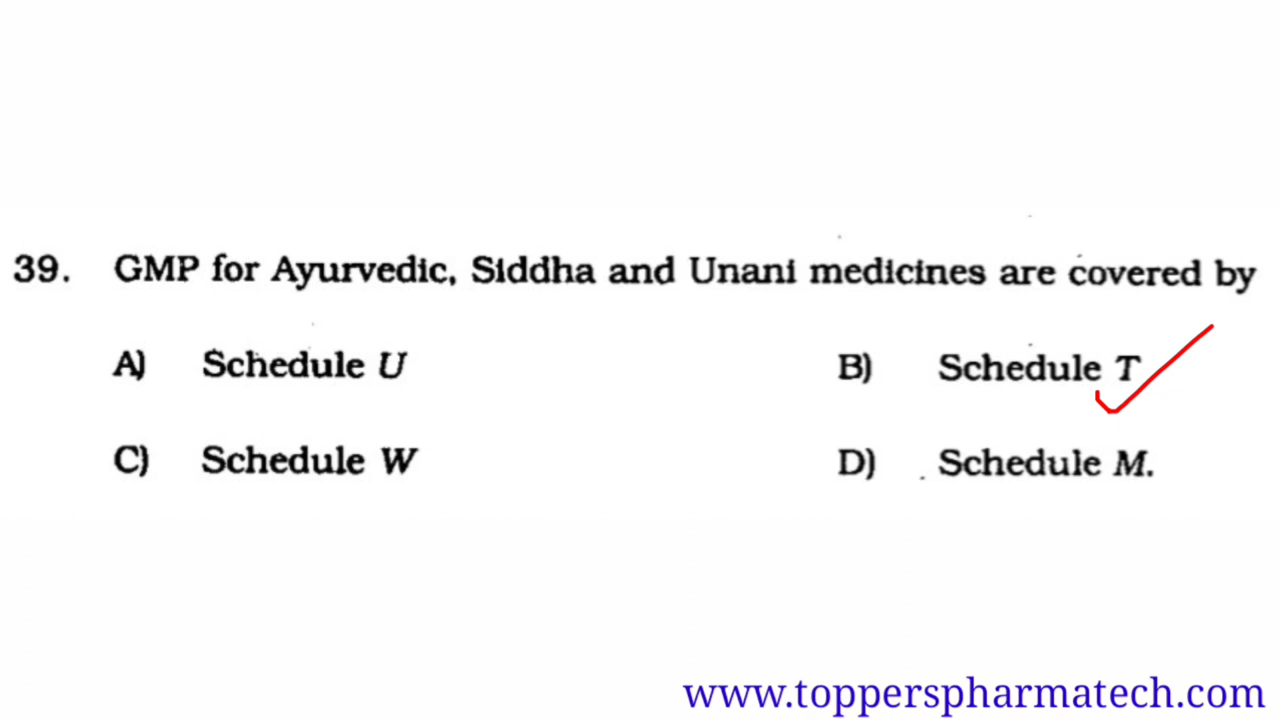 39. GMP for Ayurvedic, Siddha and Unani medicines are covered by
A) Schedule U B) Schedule T
C) Schedule W D) Schedule M.
www.topperspharmatech.com